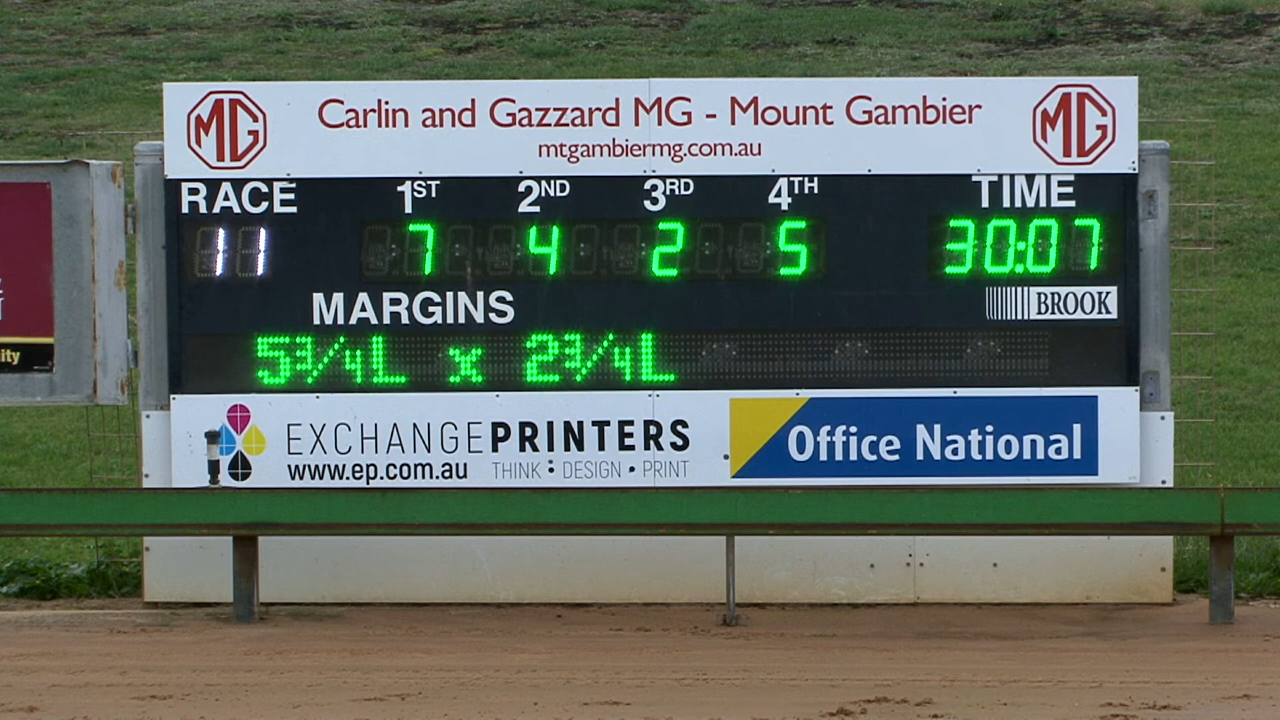 MG Carlin and Gazzard MG - Mount Gambier MG
mtgambiermg.com.au
RACE 1ST 2ND 3RD 4TH TIME
11 7 4 2 5 30:07
MARGINS BROOK
5¾L x 2¾L
EXCHANGEPRINTERS Office National
www.ep.com.au THINK : DESIGN • PRINT
ity